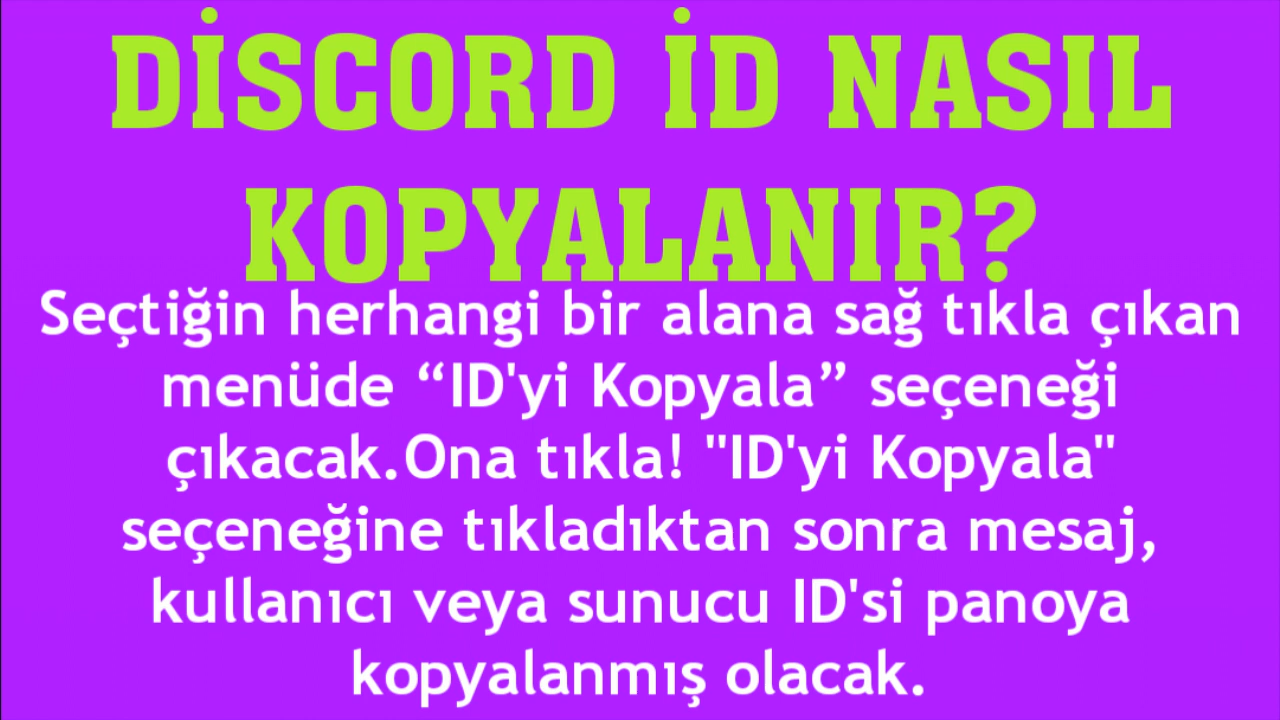 DİSCORD İD NASIL
KOPYALANIR?
Seçtiğin herhangi bir alana sağ tıkla çıkan
menüde “ID'yi Kopyala” seçeneği
çıkacak.Ona tıkla! "ID'yi Kopyala"
seçeneğine tıkladıktan sonra mesaj,
kullanıcı veya sunucu ID'si panoya
kopyalanmış olacak.